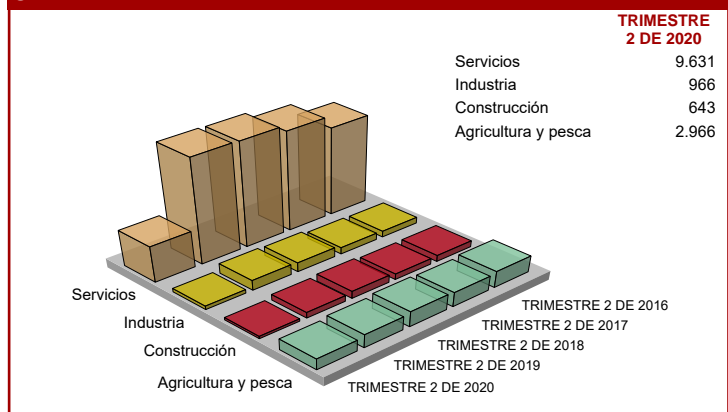 TRIMESTRE
2 DE 2020
Servicios 9.631
Industria 966
Construcción 643
Agricultura y pesca 2.966
Servicios
Industria
Construcción
Agricultura y pesca
TRIMESTRE 2 DE 2016
TRIMESTRE 2 DE 2017
TRIMESTRE 2 DE 2018
TRIMESTRE 2 DE 2019
TRIMESTRE 2 DE 2020